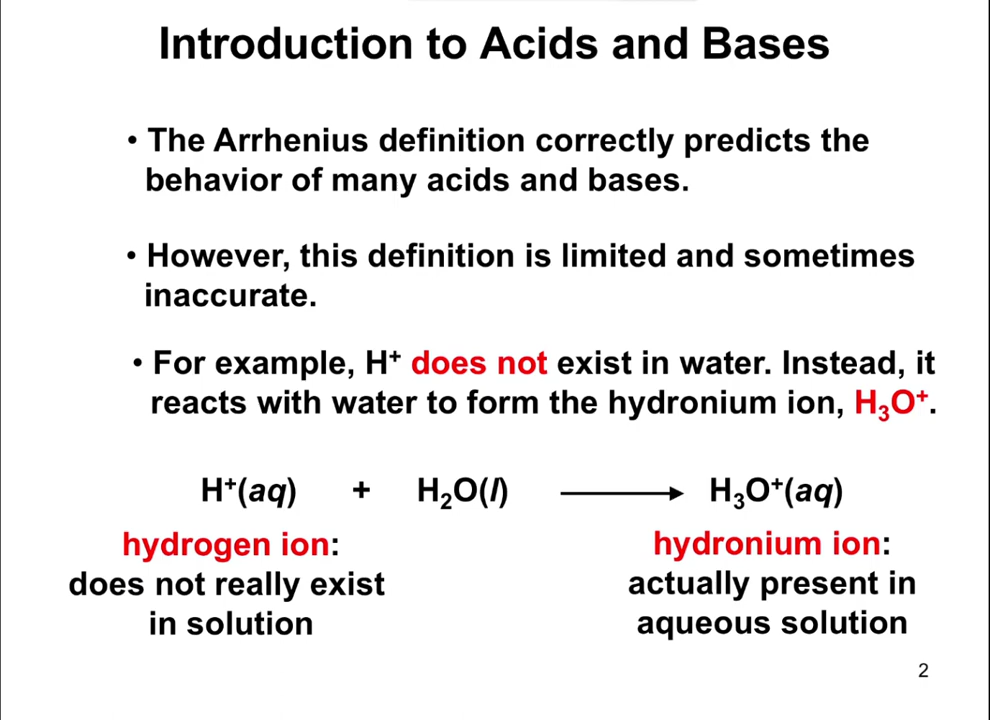 Introduction to Acids and Bases
• The Arrhenius definition correctly predicts the
behavior of many acids and bases.
• However, this definition is limited and sometimes
inaccurate.
• For example, H⁺ does not exist in water. Instead, it
reacts with water to form the hydronium ion, H₃O⁺.
H⁺(aq) + H₂O(l) ⟶ H₃O⁺(aq)
hydrogen ion: hydronium ion:
does not really exist actually present in
in solution aqueous solution
2